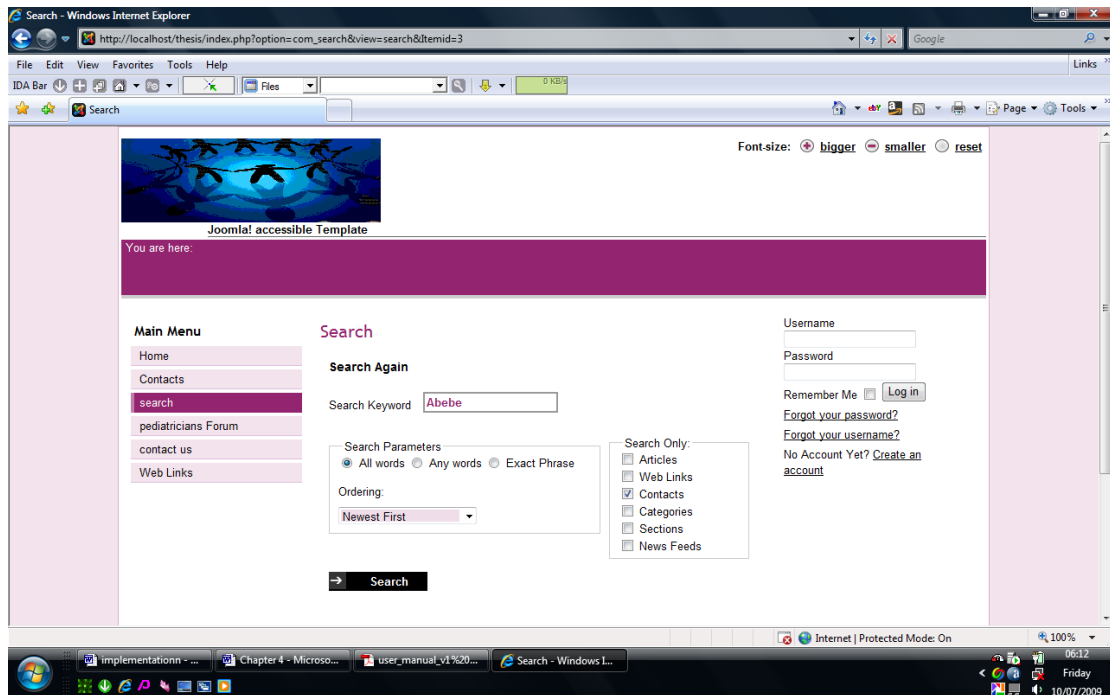 Search - Windows Internet Explorer
http://localhost/thesis/index.php?option=com_search&view=search&Itemid=3
Google
File Edit View Favorites Tools Help
Links
IDA Bar
Files
0 KB/s
Search
Page
Tools
Font-size: bigger smaller reset
Joomla! accessible Template
You are here:
Main Menu
Home
Contacts
search
pediatricians Forum
contact us
Web Links
Search
Search Again
Search Keyword Abebe
Search Parameters
All words Any words Exact Phrase
Ordering:
Newest First
Search Only:
Articles
Web Links
Contacts
Categories
Sections
News Feeds
Search
Username
Password
Remember Me Log in
Forgot your password?
Forgot your username?
No Account Yet? Create an
account
Internet | Protected Mode: On
100%
implementationn - ...
Chapter 4 - Microso...
user_manual_v1%20...
Search - Windows I...
06:12
Friday
10/07/2009